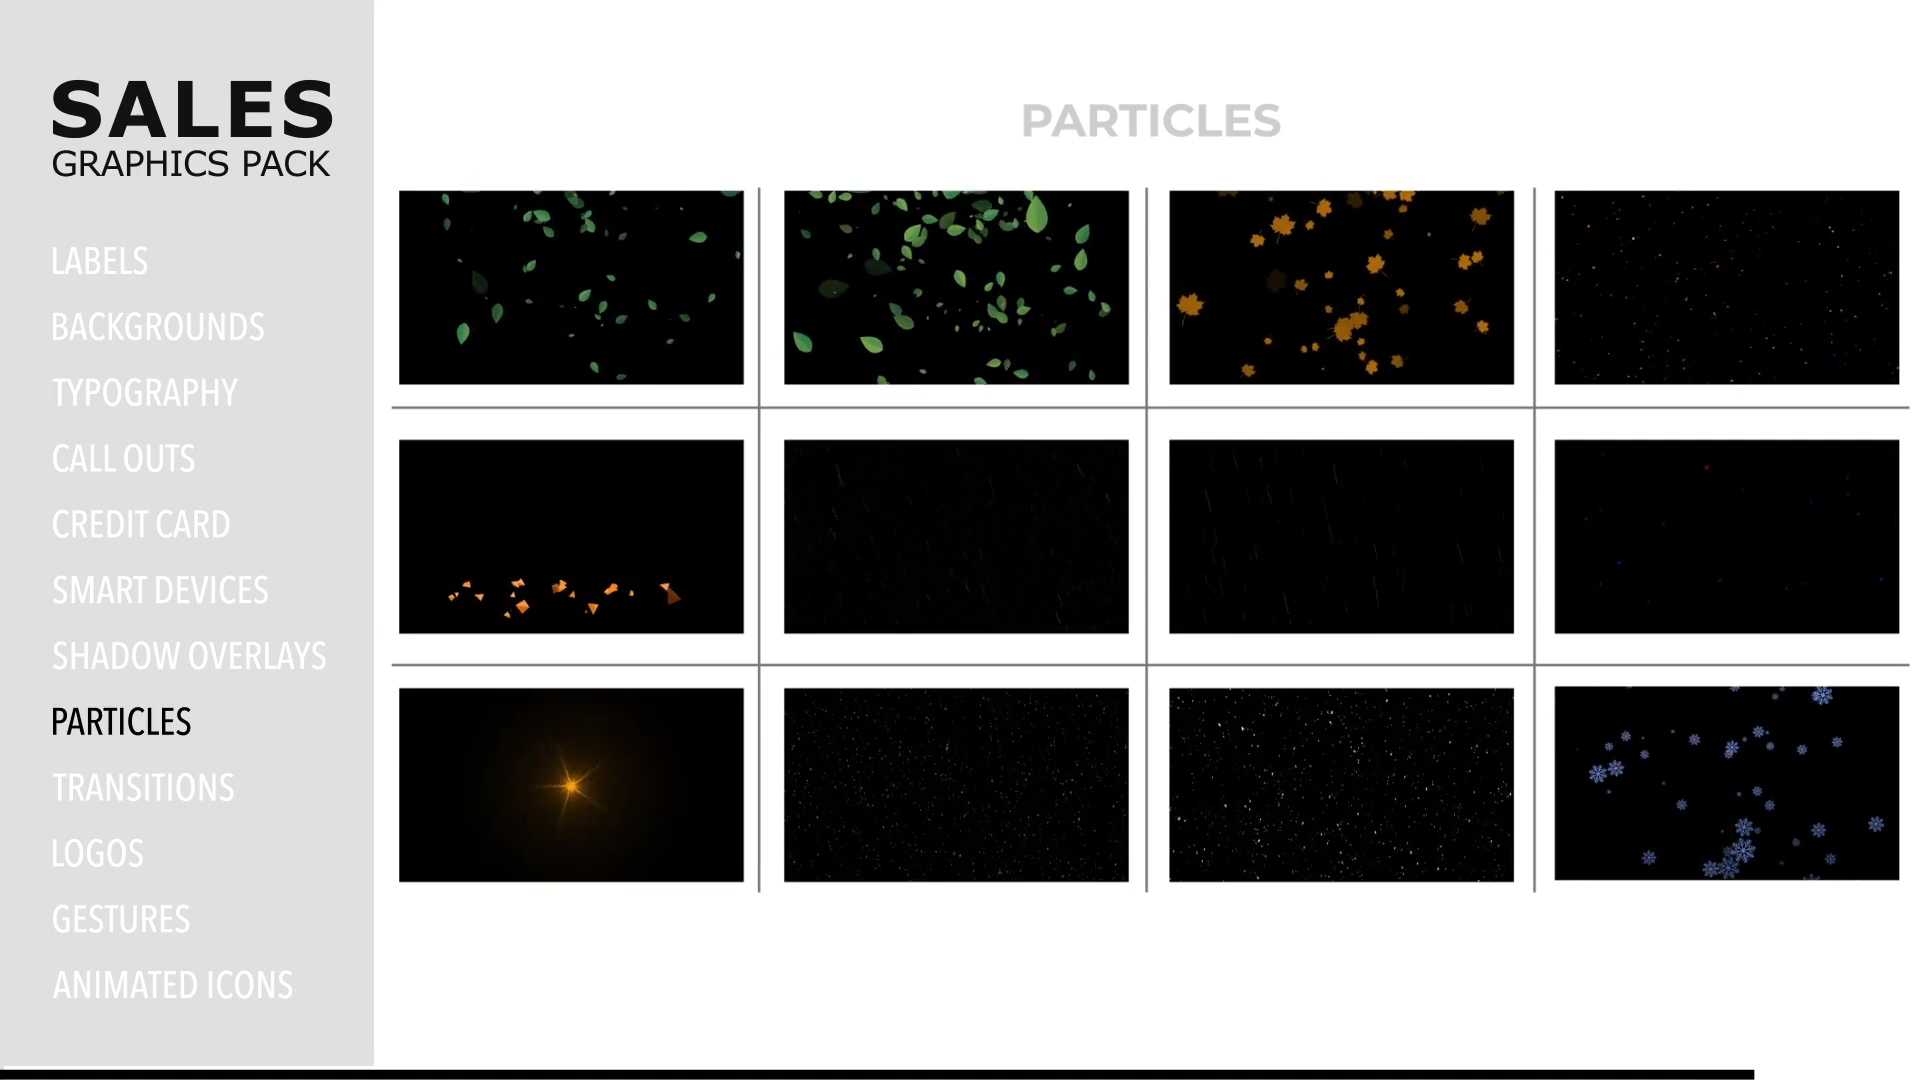 SALES
GRAPHICS PACK
LABELS
BACKGROUNDS
TYPOGRAPHY
CALL OUTS
CREDIT CARD
SMART DEVICES
SHADOW OVERLAYS
PARTICLES
TRANSITIONS
LOGOS
GESTURES
ANIMATED ICONS
PARTICLES